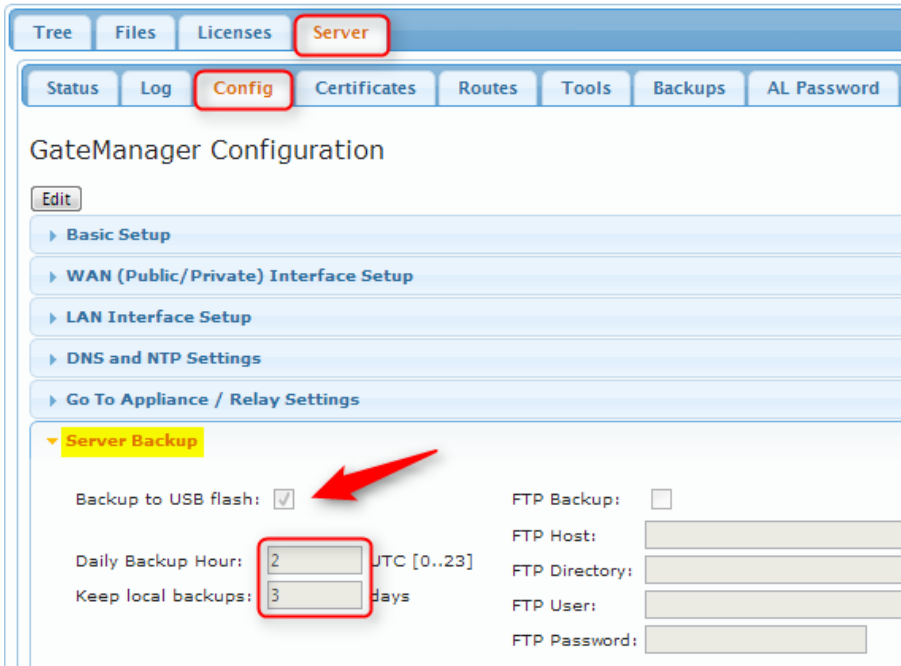 Tree Files Licenses Server
Status Log Config Certificates Routes Tools Backups AL Password
GateManager Configuration
Edit
Basic Setup
WAN (Public/Private) Interface Setup
LAN Interface Setup
DNS and NTP Settings
Go To Appliance / Relay Settings
Server Backup
Backup to USB flash: FTP Backup:
FTP Host:
Daily Backup Hour: 2 UTC [0..23]
FTP Directory:
Keep local backups: 3 days
FTP User:
FTP Password: